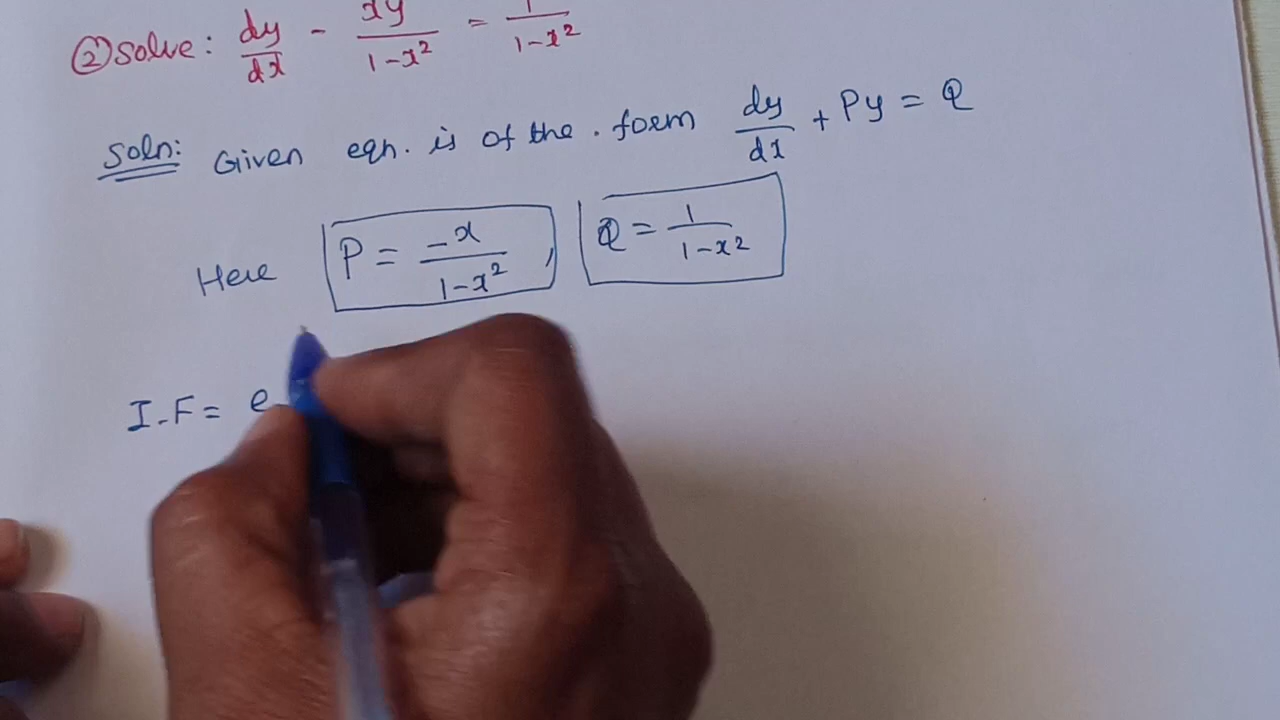 ② Solve: dy/dx - xy/1-x² = 1/1-x²
Soln: Given eqn. is of the . form dy/dx + Py = Q
Here P = -x/1-x² , Q = 1/1-x²
I.F = e